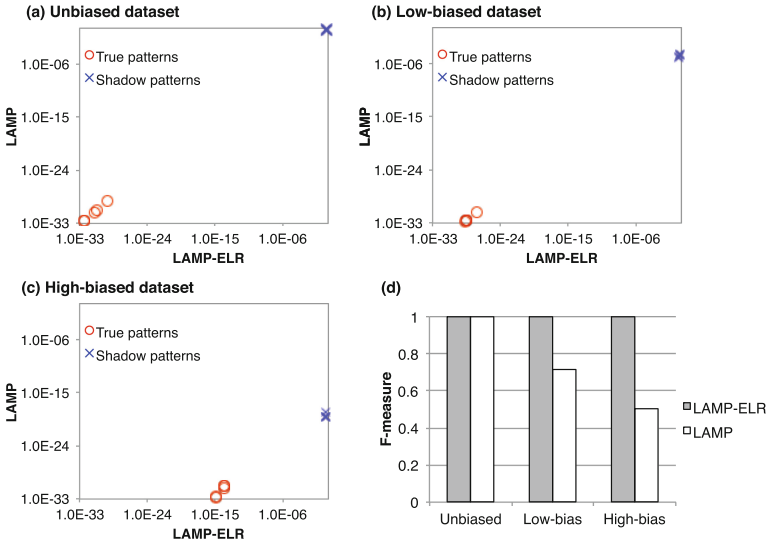 (a) Unbiased dataset
1.0E-06
1.0E-15
1.0E-24
1.0E-33
LAMP
True patterns
Shadow patterns
1.0E-33 1.0E-24 1.0E-15 1.0E-06
LAMP-ELR
(b) Low-biased dataset
1.0E-06
1.0E-15
1.0E-24
1.0E-33
LAMP
True patterns
Shadow patterns
1.0E-33 1.0E-24 1.0E-15 1.0E-06
LAMP-ELR
(c) High-biased dataset
1.0E-06
1.0E-15
1.0E-24
1.0E-33
LAMP
True patterns
Shadow patterns
1.0E-33 1.0E-24 1.0E-15 1.0E-06
LAMP-ELR
(d)
1
0.8
0.6
0.4
0.2
0
F-measure
Unbiased Low-bias High-bias
LAMP-ELR
LAMP